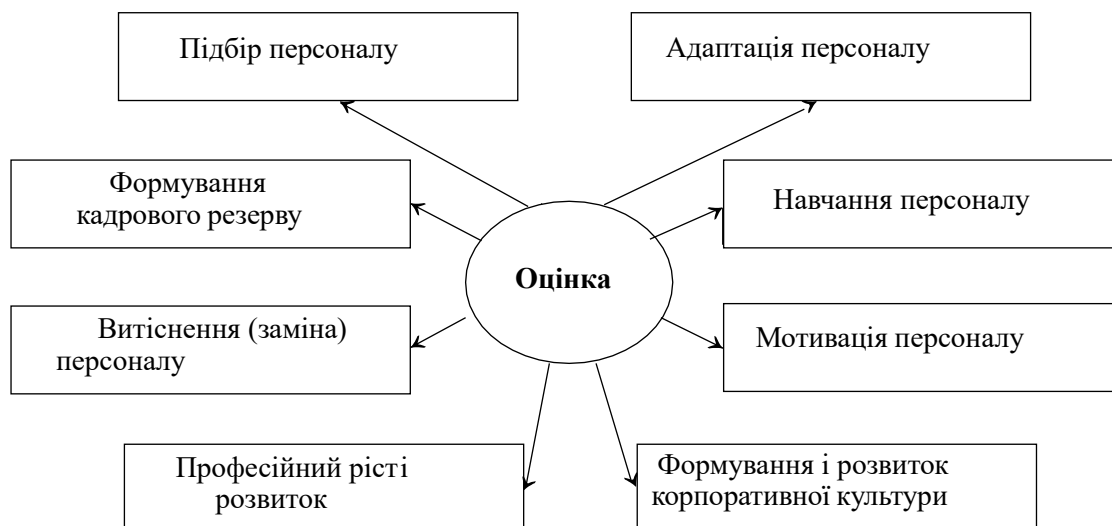 Підбір персоналу
Адаптація персоналу
Формування
кадрового резерву
Навчання персоналу
Оцінка
Витіснення (заміна)
персоналу
Мотивація персоналу
Професійний рісті
розвиток
Формування і розвиток
корпоративної культури